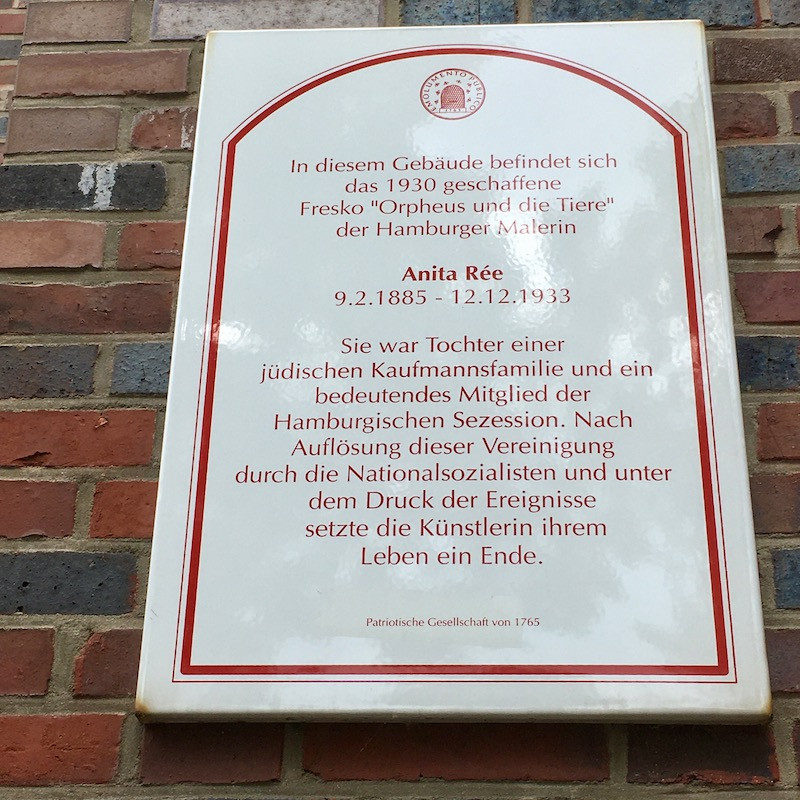 EMOLUMENTO PUBLICO
In diesem Gebäude befindet sich
das 1930 geschaffene
Fresko "Orpheus und die Tiere"
der Hamburger Malerin
Anita Rée
9.2.1885 - 12.12.1933
Sie war Tochter einer
jüdischen Kaufmannsfamilie und ein
bedeutendes Mitglied der
Hamburgischen Sezession. Nach
Auflösung dieser Vereinigung
durch die Nationalsozialisten und unter
dem Druck der Ereignisse
setzte die Künstlerin ihrem
Leben ein Ende.
Patriotische Gesellschaft von 1765